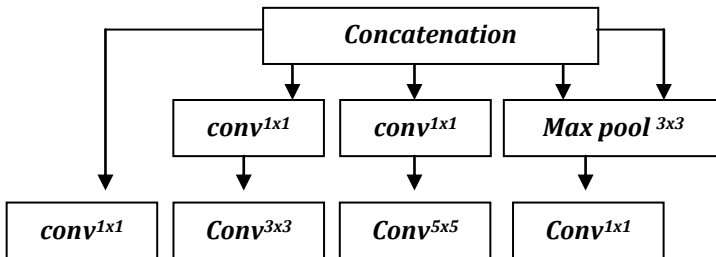 Concatenation
conv1x1
conv1x1
Max pool 3x3
conv1x1
Conv3x3
Conv5x5
Conv1x1